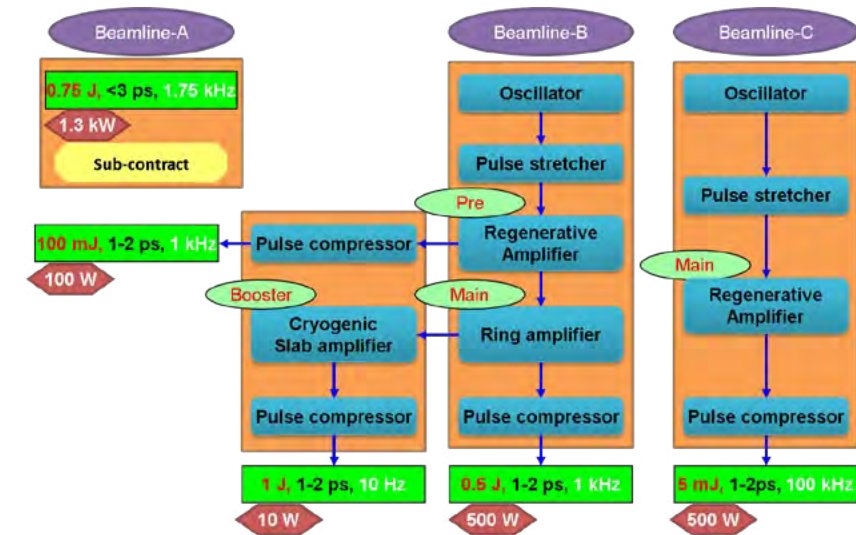 Beamline-A
Beamline-B
Beamline-C
0.75 J, <3 ps, 1.75 kHz
1.3 kW
Sub-contract
Oscillator
Pulse stretcher
Pre
Regenerative
Amplifier
Pulse compressor
100 mJ, 1-2 ps, 1 kHz
100 W
Booster
Main
Cryogenic
Slab amplifier
Ring amplifier
Pulse compressor
Pulse compressor
1 J, 1-2 ps, 10 Hz
10 W
0.5 J, 1-2 ps, 1 kHz
500 W
Oscillator
Pulse stretcher
Main
Regenerative
Amplifier
Pulse compressor
5 mJ, 1-2ps, 100 kHz
500 W